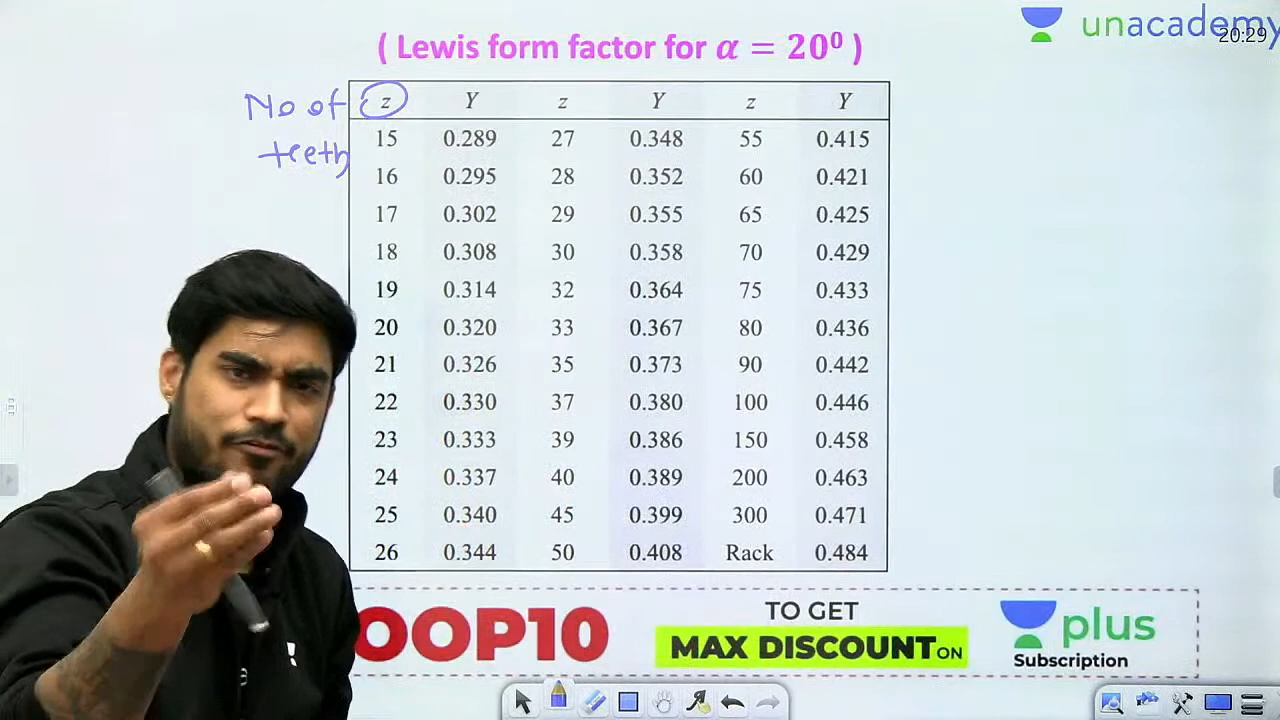 ( Lewis form factor for α = 20⁰ )
unacademy
20:29
No of
teeth
z Y z Y z Y
15 0.289 27 0.348 55 0.415
16 0.295 28 0.352 60 0.421
17 0.302 29 0.355 65 0.425
18 0.308 30 0.358 70 0.429
19 0.314 32 0.364 75 0.433
20 0.320 33 0.367 80 0.436
21 0.326 35 0.373 90 0.442
22 0.330 37 0.380 100 0.446
23 0.333 39 0.386 150 0.458
24 0.337 40 0.389 200 0.463
25 0.340 45 0.399 300 0.471
26 0.344 50 0.408 Rack 0.484
OOP10
TO GET
MAX DISCOUNT ON
plus
Subscription